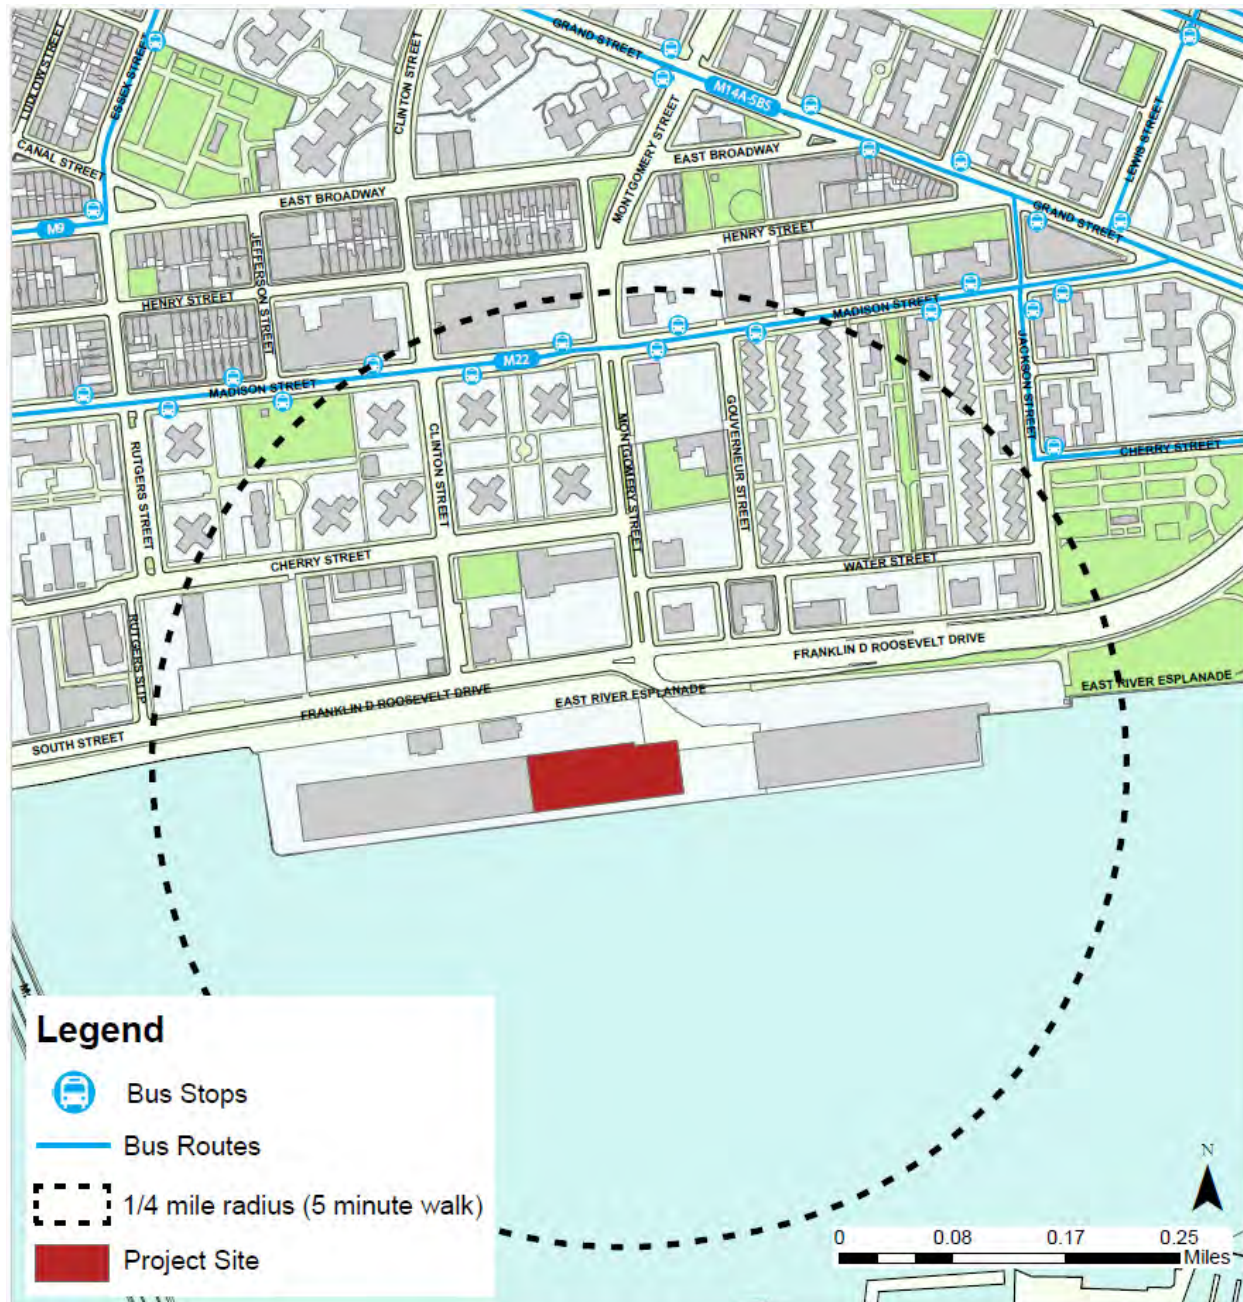 GRAND STREET
LUDLOW STREET
ESSEX STREET
CLINTON STREET
M14A-SBS
LEWIS STREET
CANAL STREET
MONTGOMERY STREET
EAST BROADWAY
EAST BROADWAY
GRAND STREET
M9
JEFFERSON STREET
HENRY STREET
HENRY STREET
MADISON STREET
M22
JACKSON STREET
MADISON STREET
CLINTON STREET
MONTGOMERY STREET
GOUVERNEUR STREET
CHERRY STREET
RUTGERS STREET
CHERRY STREET
WATER STREET
RUTGERS SLIP
FRANKLIN D ROOSEVELT DRIVE
FRANKLIN D ROOSEVELT DRIVE
EAST RIVER ESPLANADE
EAST RIVER ESPLANADE
SOUTH STREET
Legend
Bus Stops
Bus Routes
1/4 mile radius (5 minute walk)
Project Site
N
0 0.08 0.17 0.25
Miles